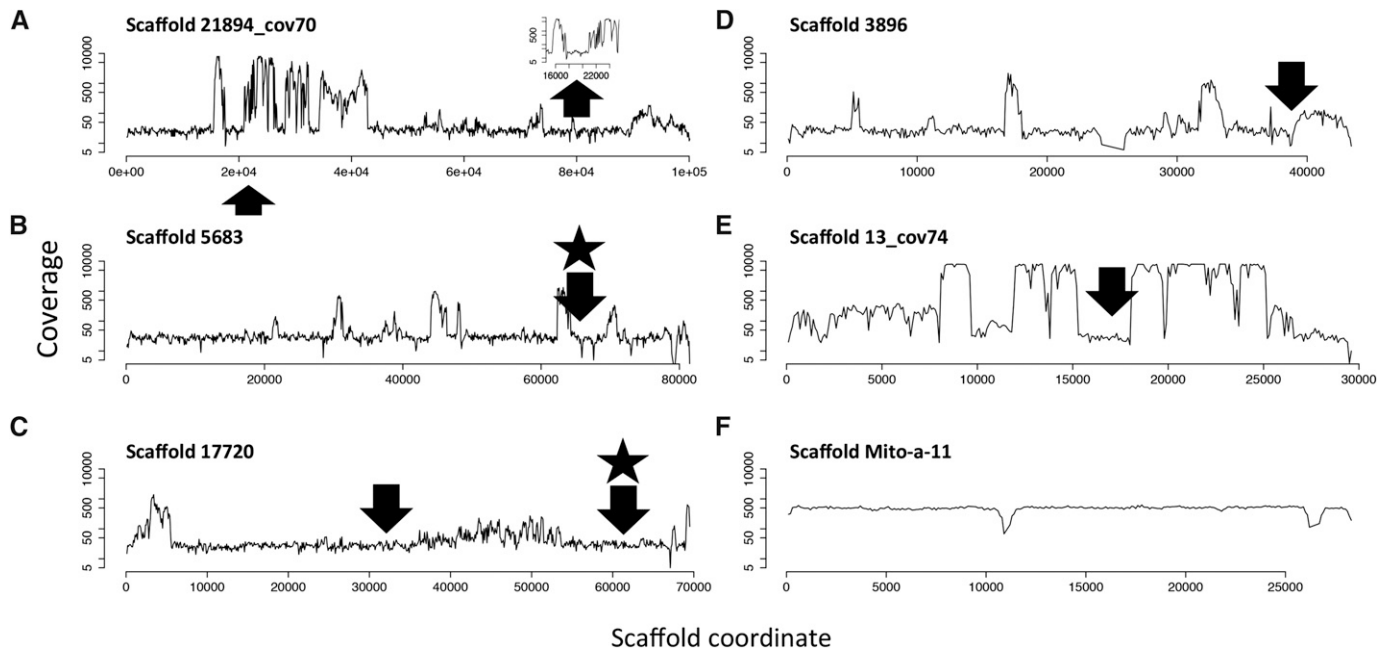 A
Scaffold 21894_cov70
5 50 500 10000
5 500
16000 22000
0e+00 2e+04 4e+04 6e+04 8e+04 1e+05
B
Scaffold 5683
5 50 500 10000
0 20000 40000 60000 80000
C
Scaffold 17720
5 50 500 10000
0 10000 20000 30000 40000 50000 60000 70000
D
Scaffold 3896
5 50 500 10000
0 10000 20000 30000 40000
E
Scaffold 13_cov74
5 50 500 10000
0 5000 10000 15000 20000 25000 30000
F
Scaffold Mito-a-11
5 50 500 10000
0 5000 10000 15000 20000 25000
Coverage
Scaffold coordinate